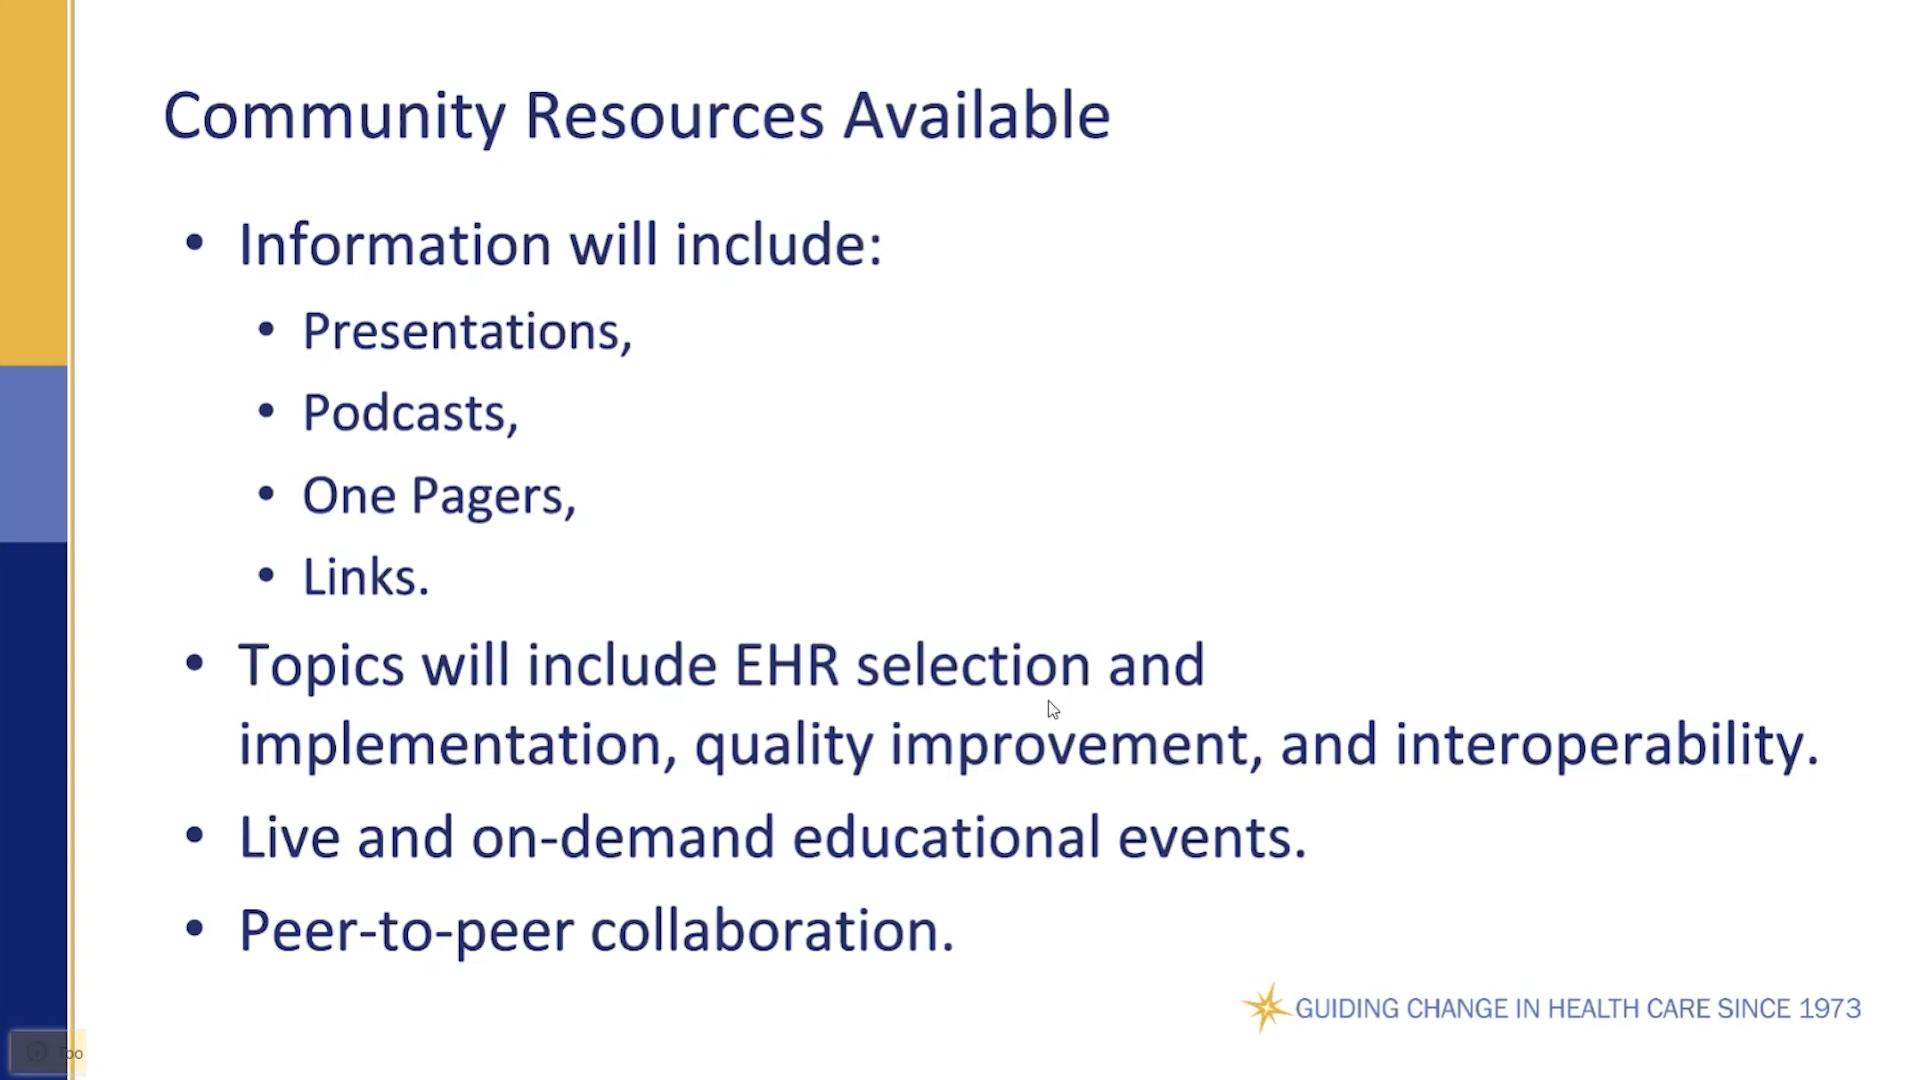 Community Resources Available
• Information will include:
• Presentations,
• Podcasts,
• One Pagers,
• Links.
• Topics will include EHR selection and
implementation, quality improvement, and interoperability.
• Live and on-demand educational events.
• Peer-to-peer collaboration.
GUIDING CHANGE IN HEALTH CARE SINCE 1973